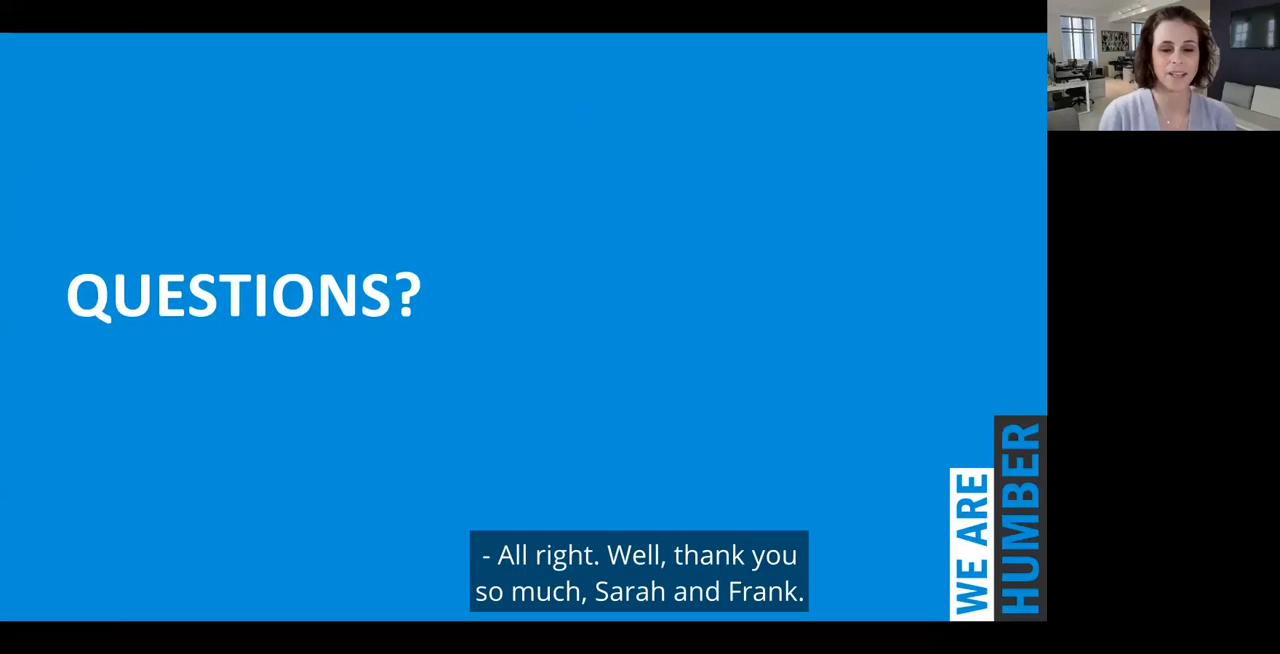 QUESTIONS?
WE ARE
HUMBER
- All right. Well, thank you
so much, Sarah and Frank.